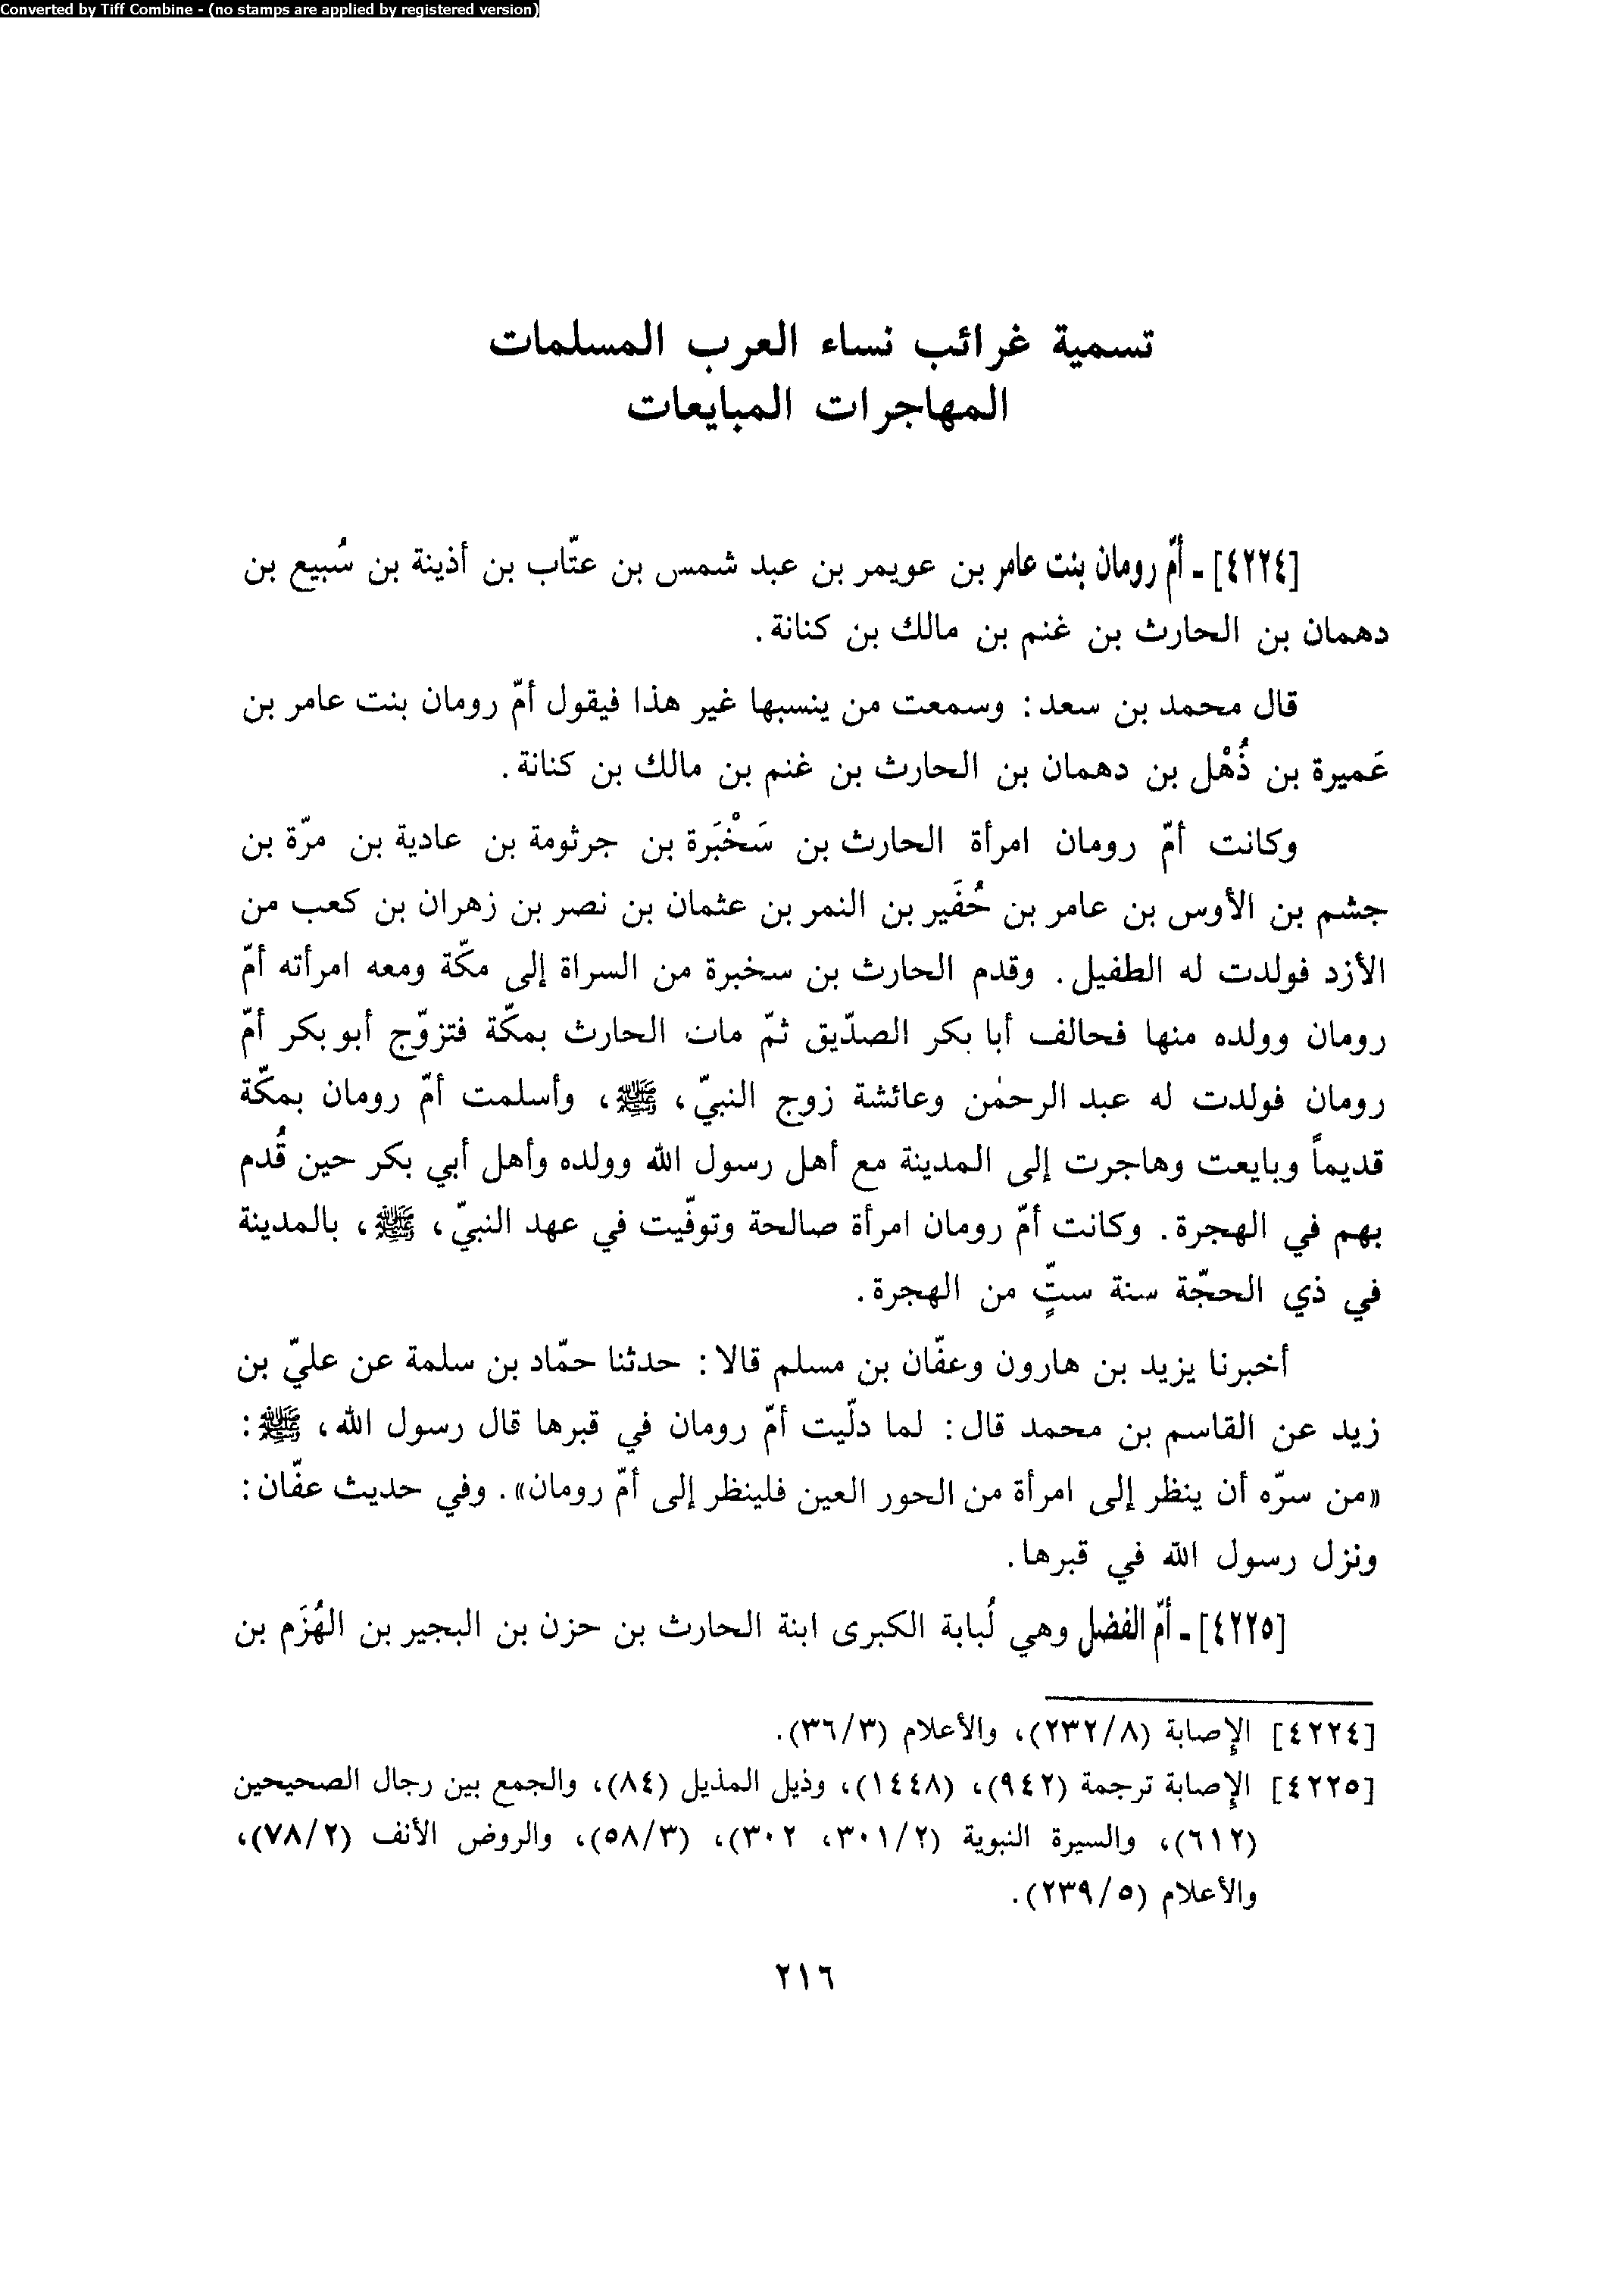 Converted by Tiff Combine - (no stamps are applied by registered version)
تسمية غرائب نساء العرب المسلمات
المهاجرات المبايعات
[٤٢٢٤] ـ أمّ رومان بنت عامر بن عويمر بن عبد شمس بن عتّاب بن أذينة بن سُبيع بن
دهمان بن الحارث بن غنم بن مالك بن كنانة.
قال محمد بن سعد: وسمعت من ينسبها غير هذا فيقول أمّ رومان بنت عامر بن
عَميرة بن ذُهْل بن دهمان بن الحارث بن غنم بن مالك بن كنانة.
وكانت أمّ رومان امرأة الحارث بن سَخْبَرة بن جرثومة بن عادية بن مرّة بن
جشم بن الأوس بن عامر بن حُفَير بن النمر بن عثمان بن نصر بن زهران بن كعب من
الأزد فولدت له الطفيل. وقدم الحارث بن سخبرة من السراة إلى مكّة ومعه امرأته أمّ
رومان وولده منها فحالف أبا بكر الصدّيق ثمّ مات الحارث بمكّة فتزوّج أبو بكر أمّ
رومان فولدت له عبد الرحمٰن وعائشة زوج النبيّ، ﷺ، وأسلمت أمّ رومان بمكّة
قديماً وبايعت وهاجرت إلى المدينة مع أهل رسول الله وولده وأهل أبي بكر حين قُدم
بهم في الهجرة. وكانت أمّ رومان امرأة صالحة وتوفّيت في عهد النبيّ، ﷺ، بالمدينة
في ذي الحجّة سنة ستٍّ من الهجرة.
أخبرنا يزيد بن هارون وعفّان بن مسلم قالا: حدثنا حمّاد بن سلمة عن عليّ بن
زيد عن القاسم بن محمد قال: لما دلّيت أمّ رومان في قبرها قال رسول الله، ﷺ:
«من سرّه أن ينظر إلى امرأة من الحور العين فلينظر إلى أمّ رومان». وفي حديث عفّان:
ونزل رسول الله في قبرها.
[٤٢٢٥] ـ أمّ الفضل وهي لُبابة الكبرى ابنة الحارث بن حزن بن البجير بن الهُزَم بن
[٤٢٢٤] الإصابة (٢٣٢/٨)، والأعلام (٣٦/٣).
[٤٢٢٥] الإصابة ترجمة (٩٤٢)، (١٤٤٨)، وذيل المذيل (٨٤)، والجمع بين رجال الصحيحين
(٦١٢)، والسيرة النبوية (٣٠١/٢، ٣٠٢)، (٥٨/٣)، والروض الأنف (٧٨/٢)،
والأعلام (٢٣٩/٥).
٢١٦